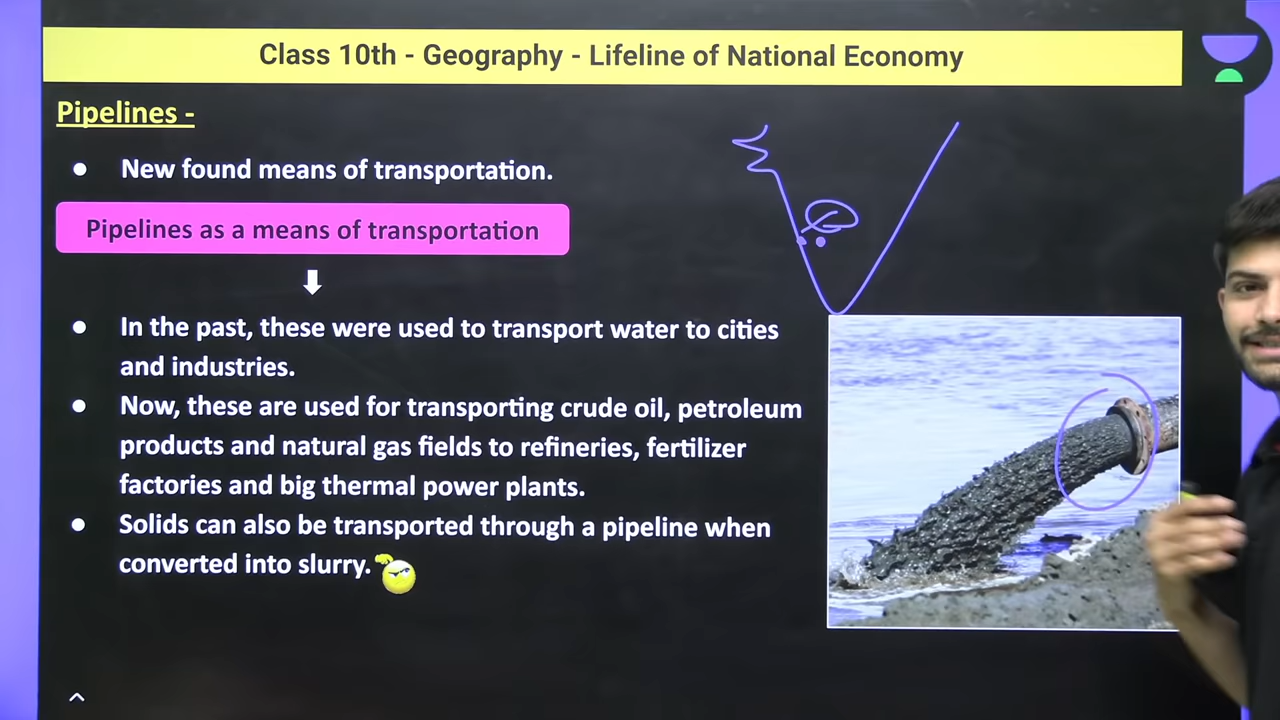 Class 10th - Geography - Lifeline of National Economy
Pipelines -
● New found means of transportation.
Pipelines as a means of transportation
● In the past, these were used to transport water to cities
and industries.
● Now, these are used for transporting crude oil, petroleum
products and natural gas fields to refineries, fertilizer
factories and big thermal power plants.
● Solids can also be transported through a pipeline when
converted into slurry.